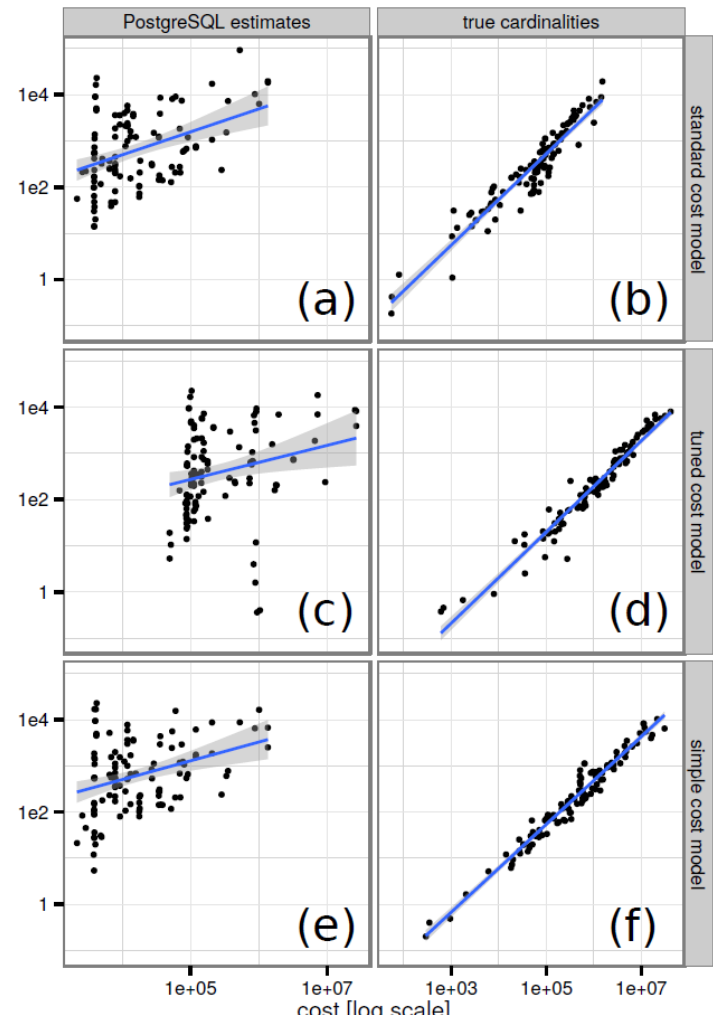 PostgreSQL estimates
true cardinalities
1e4
1e2
1
(a)
(b)
standard cost model
1e4
1e2
1
(c)
(d)
tuned cost model
1e4
1e2
1
(e)
(f)
simple cost model
1e+05
1e+07
1e+03
1e+05
1e+07
cost [log scale]